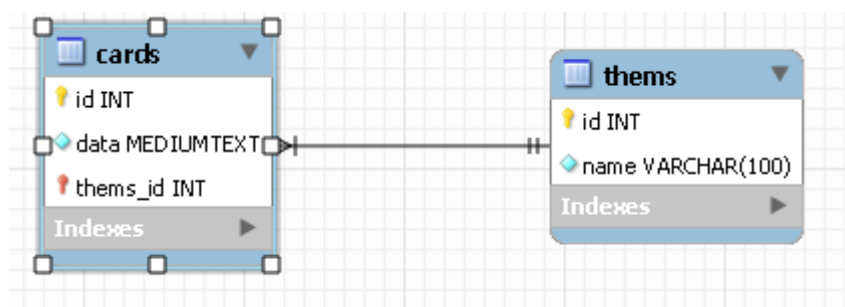 cards
id INT
data MEDIUMTEXT
thems_id INT
Indexes
thems
id INT
name VARCHAR(100)
Indexes